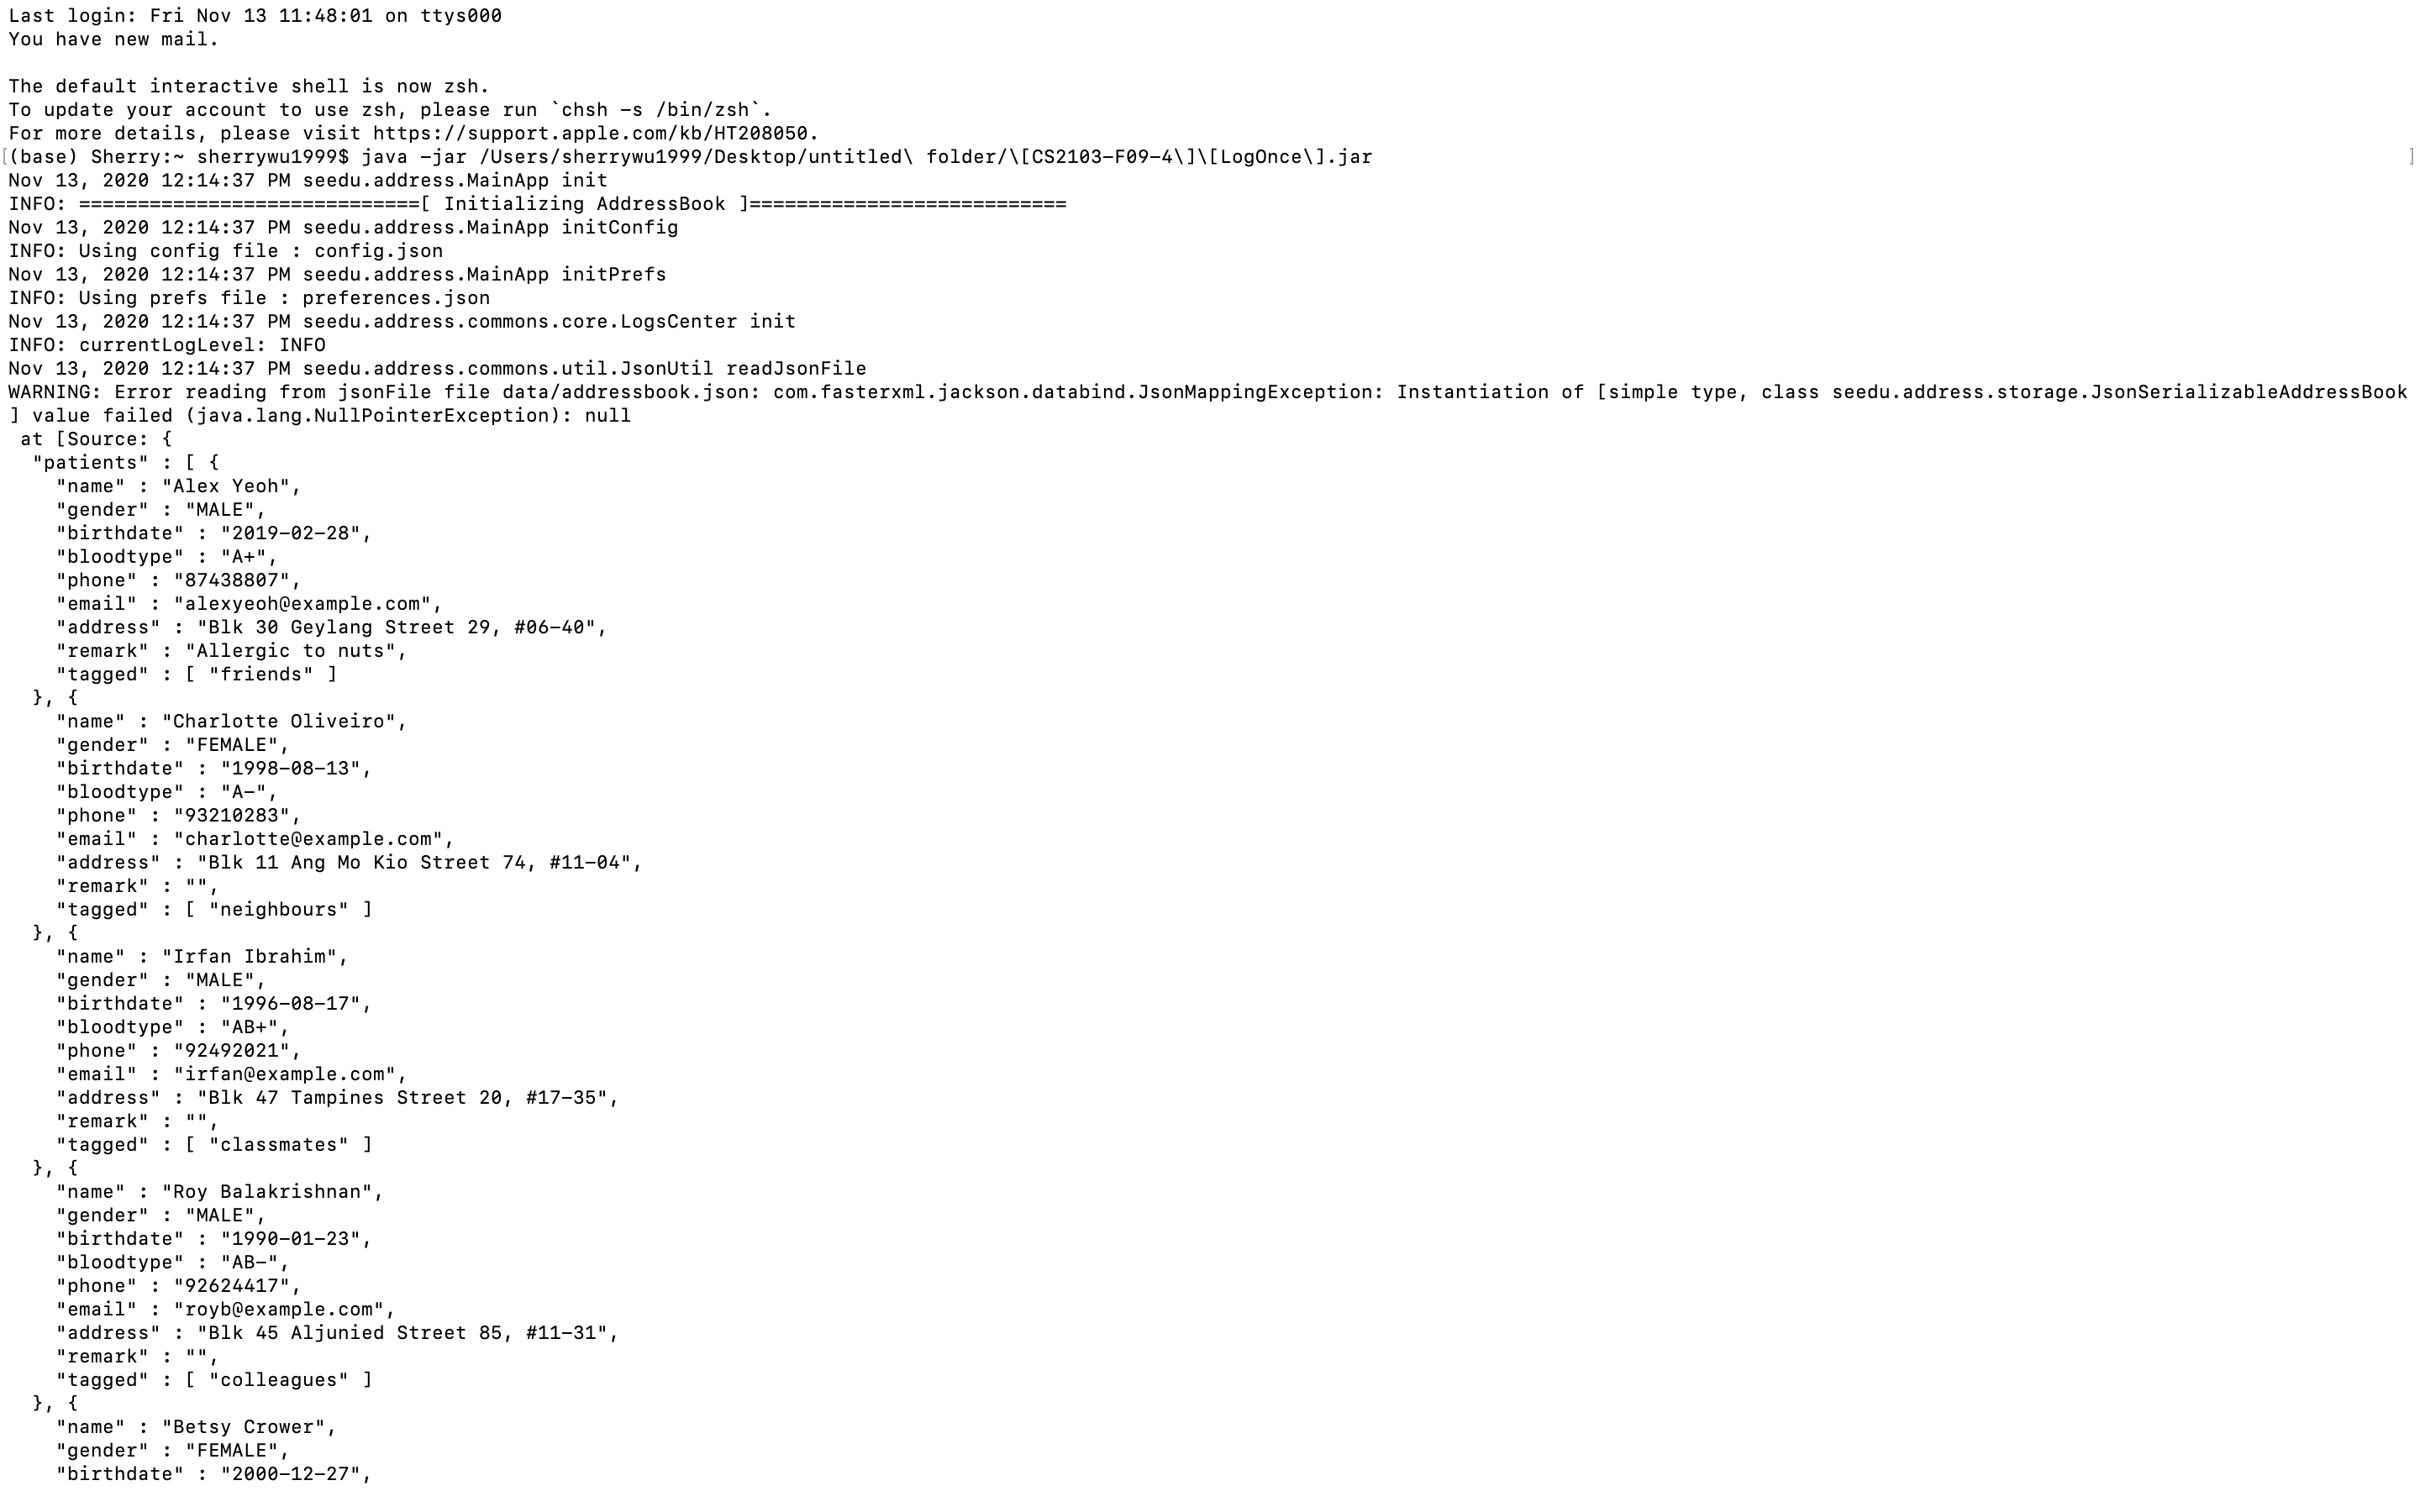 Last login: Fri Nov 13 11:48:01 on ttys000
You have new mail.

The default interactive shell is now zsh.
To update your account to use zsh, please run `chsh -s /bin/zsh`.
For more details, please visit https://support.apple.com/kb/HT208050.
[(base) Sherry:~ sherrywu1999$ java -jar /Users/sherrywu1999/Desktop/untitled\ folder/\[CS2103-F09-4\]\[LogOnce\].jar ]
Nov 13, 2020 12:14:37 PM seedu.address.MainApp init
INFO: =============================[ Initializing AddressBook ]===========================
Nov 13, 2020 12:14:37 PM seedu.address.MainApp initConfig
INFO: Using config file : config.json
Nov 13, 2020 12:14:37 PM seedu.address.MainApp initPrefs
INFO: Using prefs file : preferences.json
Nov 13, 2020 12:14:37 PM seedu.address.commons.core.LogsCenter init
INFO: currentLogLevel: INFO
Nov 13, 2020 12:14:37 PM seedu.address.commons.util.JsonUtil readJsonFile
WARNING: Error reading from jsonFile file data/addressbook.json: com.fasterxml.jackson.databind.JsonMappingException: Instantiation of [simple type, class seedu.address.storage.JsonSerializableAddressBook
] value failed (java.lang.NullPointerException): null
 at [Source: {
  "patients" : [ {
    "name" : "Alex Yeoh",
    "gender" : "MALE",
    "birthdate" : "2019-02-28",
    "bloodtype" : "A+",
    "phone" : "87438807",
    "email" : "alexyeoh@example.com",
    "address" : "Blk 30 Geylang Street 29, #06-40",
    "remark" : "Allergic to nuts",
    "tagged" : [ "friends" ]
  }, {
    "name" : "Charlotte Oliveiro",
    "gender" : "FEMALE",
    "birthdate" : "1998-08-13",
    "bloodtype" : "A-",
    "phone" : "93210283",
    "email" : "charlotte@example.com",
    "address" : "Blk 11 Ang Mo Kio Street 74, #11-04",
    "remark" : "",
    "tagged" : [ "neighbours" ]
  }, {
    "name" : "Irfan Ibrahim",
    "gender" : "MALE",
    "birthdate" : "1996-08-17",
    "bloodtype" : "AB+",
    "phone" : "92492021",
    "email" : "irfan@example.com",
    "address" : "Blk 47 Tampines Street 20, #17-35",
    "remark" : "",
    "tagged" : [ "classmates" ]
  }, {
    "name" : "Roy Balakrishnan",
    "gender" : "MALE",
    "birthdate" : "1990-01-23",
    "bloodtype" : "AB-",
    "phone" : "92624417",
    "email" : "royb@example.com",
    "address" : "Blk 45 Aljunied Street 85, #11-31",
    "remark" : "",
    "tagged" : [ "colleagues" ]
  }, {
    "name" : "Betsy Crower",
    "gender" : "FEMALE",
    "birthdate" : "2000-12-27",